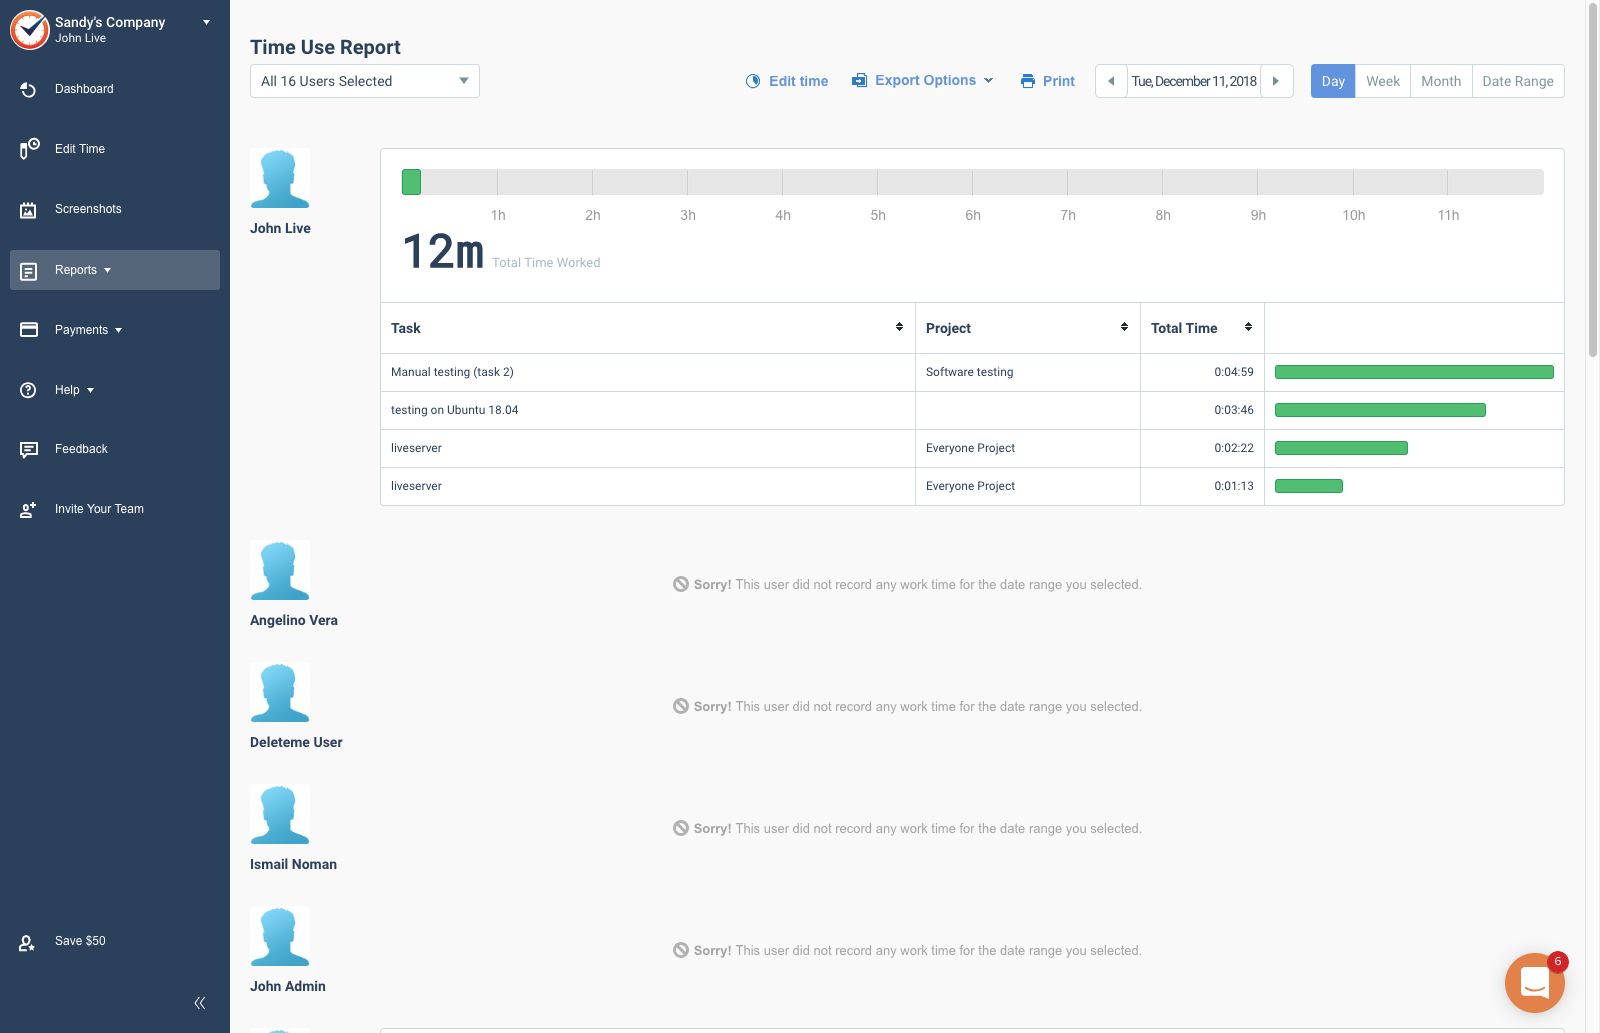 Sandy's Company
John Live
Dashboard
Edit Time
Screenshots
Reports
Payments
Help
Feedback
Invite Your Team
Save $50
Time Use Report
All 16 Users Selected
Edit time
Export Options
Print
Tue, December 11, 2018
Day
Week
Month
Date Range
John Live
1h 2h 3h 4h 5h 6h 7h 8h 9h 10h 11h
12m Total Time Worked
Task Project Total Time
Manual testing (task 2) Software testing 0:04:59
testing on Ubuntu 18.04 0:03:46
liveserver Everyone Project 0:02:22
liveserver Everyone Project 0:01:13
Sorry! This user did not record any work time for the date range you selected.
Angelino Vera
Sorry! This user did not record any work time for the date range you selected.
Deleteme User
Sorry! This user did not record any work time for the date range you selected.
Ismail Noman
Sorry! This user did not record any work time for the date range you selected.
John Admin
6